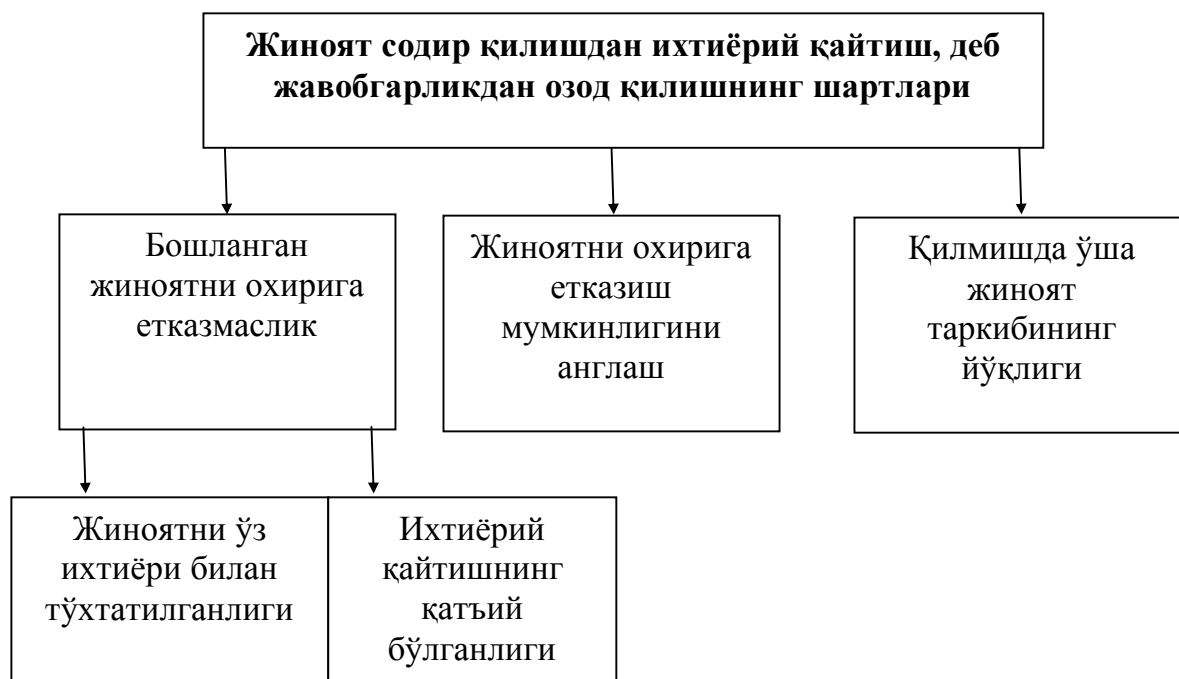 Жиноят содир қилишдан ихтиёрий қайтиш, деб
жавобгарликдан озод қилишнинг шартлари
Бошланган
жиноятни охирига
етказмаслик
Жиноятни охирига
етказиш
мумкинлигини
англаш
Қилмишда ўша
жиноят
таркибининг
йўқлиги
Жиноятни ўз
ихтиёри билан
тўхтатилганлиги
Ихтиёрий
қайтишнинг
қатъий
бўлганлиги